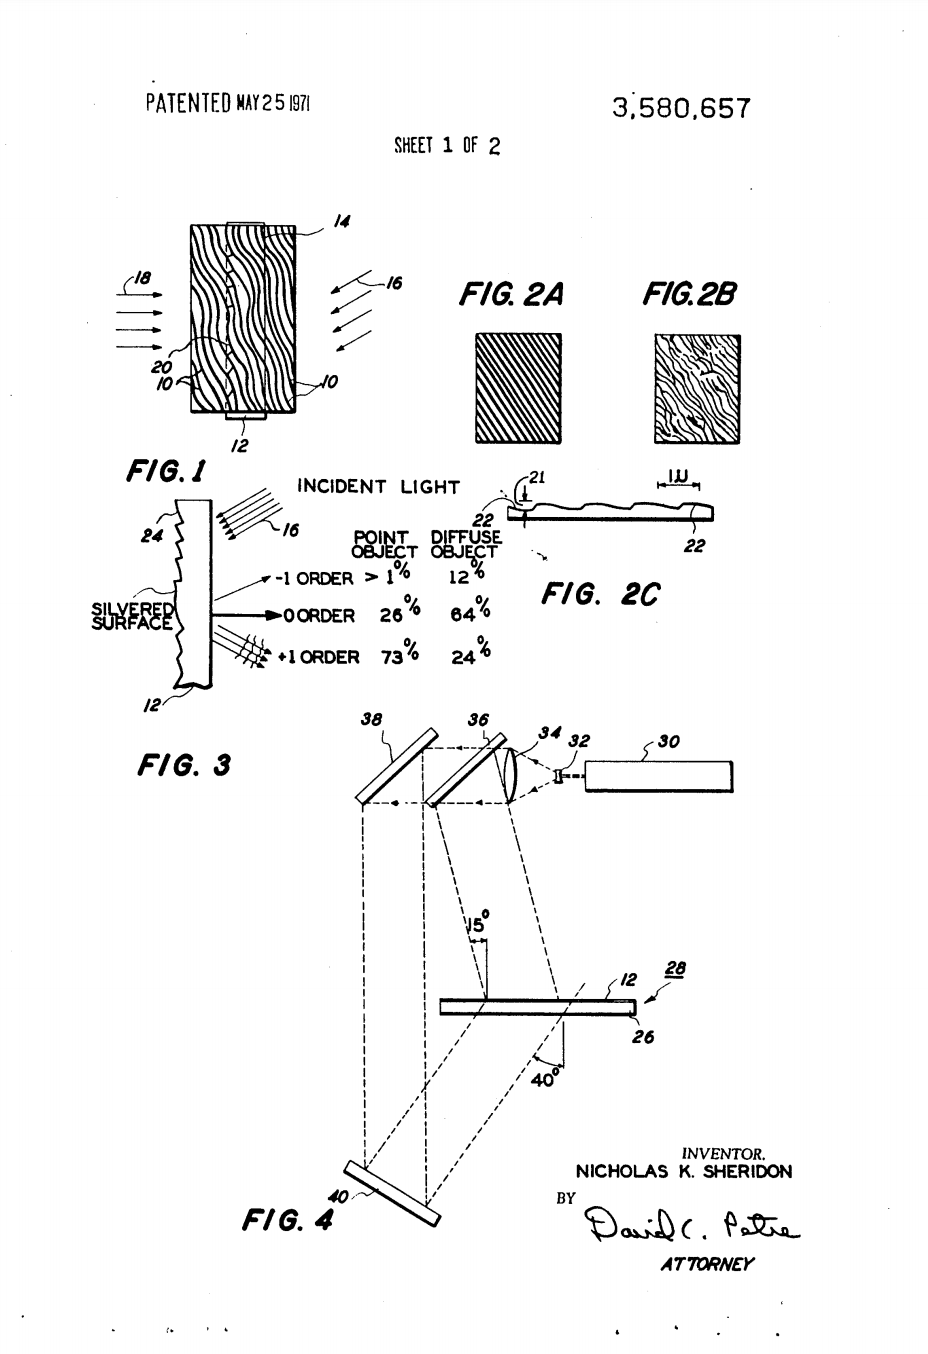 PATENTED MAY 25 1971
3,580,657
SHEET 1 OF 2
14
18
16
20
10
10
12
FIG. 1
FIG. 2A
FIG. 2B
21
1µ
22
22
FIG. 2C
INCIDENT LIGHT
24
16
POINT OBJECT
DIFFUSE OBJECT
-1 ORDER > 1% 12%
SILVERED SURFACE
0 ORDER 26% 64%
+1 ORDER 73% 24%
12
FIG. 3
38
36
34
32
30
15°
12
28
26
40°
40
FIG. 4
INVENTOR.
NICHOLAS K. SHERIDON
BY
David C. Petre
ATTORNEY